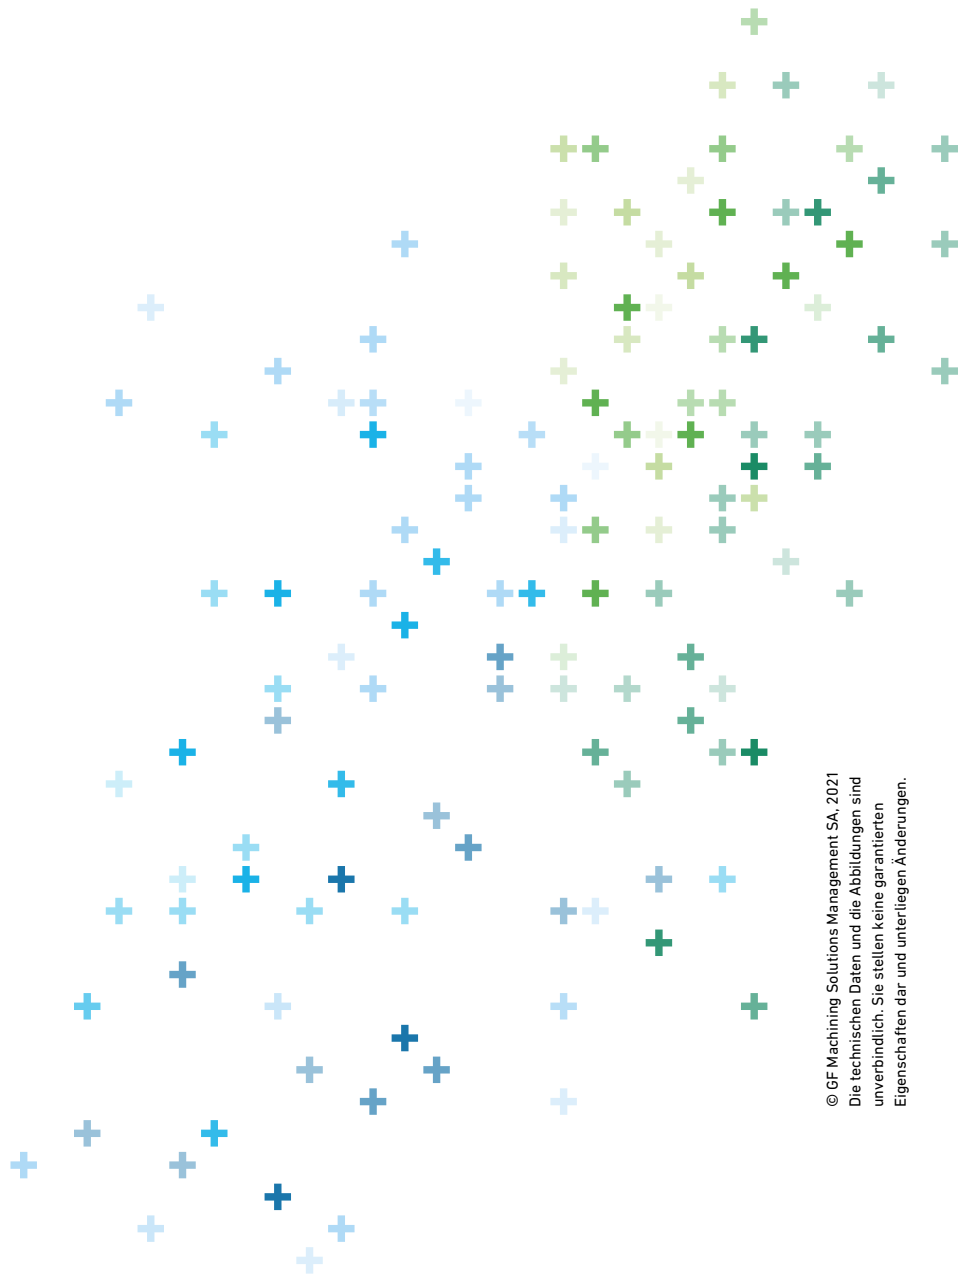 © GF Machining Solutions Management SA, 2021
Die technischen Daten und die Abbildungen sind
unverbindlich. Sie stellen keine garantierten
Eigenschaften dar und unterliegen Änderungen.